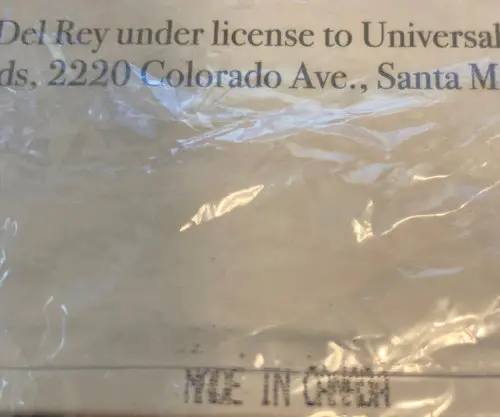 Del Rey under license to Universal
ds, 2220 Colorado Ave., Santa M
MADE IN CANADA